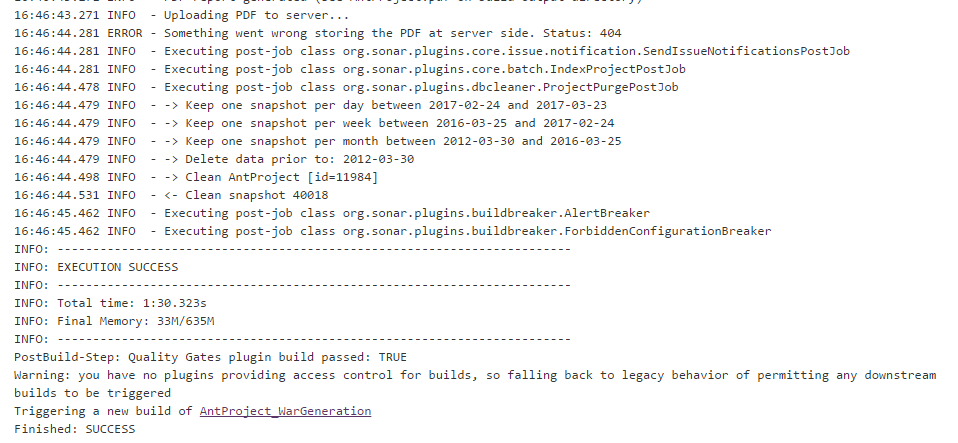 16:46:43.271 INFO  - Uploading PDF to server...
16:46:44.281 ERROR - Something went wrong storing the PDF at server side. Status: 404
16:46:44.281 INFO  - Executing post-job class org.sonar.plugins.core.issue.notification.SendIssueNotificationsPostJob
16:46:44.281 INFO  - Executing post-job class org.sonar.plugins.core.batch.IndexProjectPostJob
16:46:44.478 INFO  - Executing post-job class org.sonar.plugins.dbcleaner.ProjectPurgePostJob
16:46:44.479 INFO  - -> Keep one snapshot per day between 2017-02-24 and 2017-03-23
16:46:44.479 INFO  - -> Keep one snapshot per week between 2016-03-25 and 2017-02-24
16:46:44.479 INFO  - -> Keep one snapshot per month between 2012-03-30 and 2016-03-25
16:46:44.479 INFO  - -> Delete data prior to: 2012-03-30
16:46:44.498 INFO  - -> Clean AntProject [id=11984]
16:46:44.531 INFO  - <- Clean snapshot 40018
16:46:45.462 INFO  - Executing post-job class org.sonar.plugins.buildbreaker.AlertBreaker
16:46:45.462 INFO  - Executing post-job class org.sonar.plugins.buildbreaker.ForbiddenConfigurationBreaker
INFO: ------------------------------------------------------------------------
INFO: EXECUTION SUCCESS
INFO: ------------------------------------------------------------------------
INFO: Total time: 1:30.323s
INFO: Final Memory: 33M/635M
INFO: ------------------------------------------------------------------------
PostBuild-Step: Quality Gates plugin build passed: TRUE
Warning: you have no plugins providing access control for builds, so falling back to legacy behavior of permitting any downstream
builds to be triggered
Triggering a new build of AntProject_WarGeneration
Finished: SUCCESS